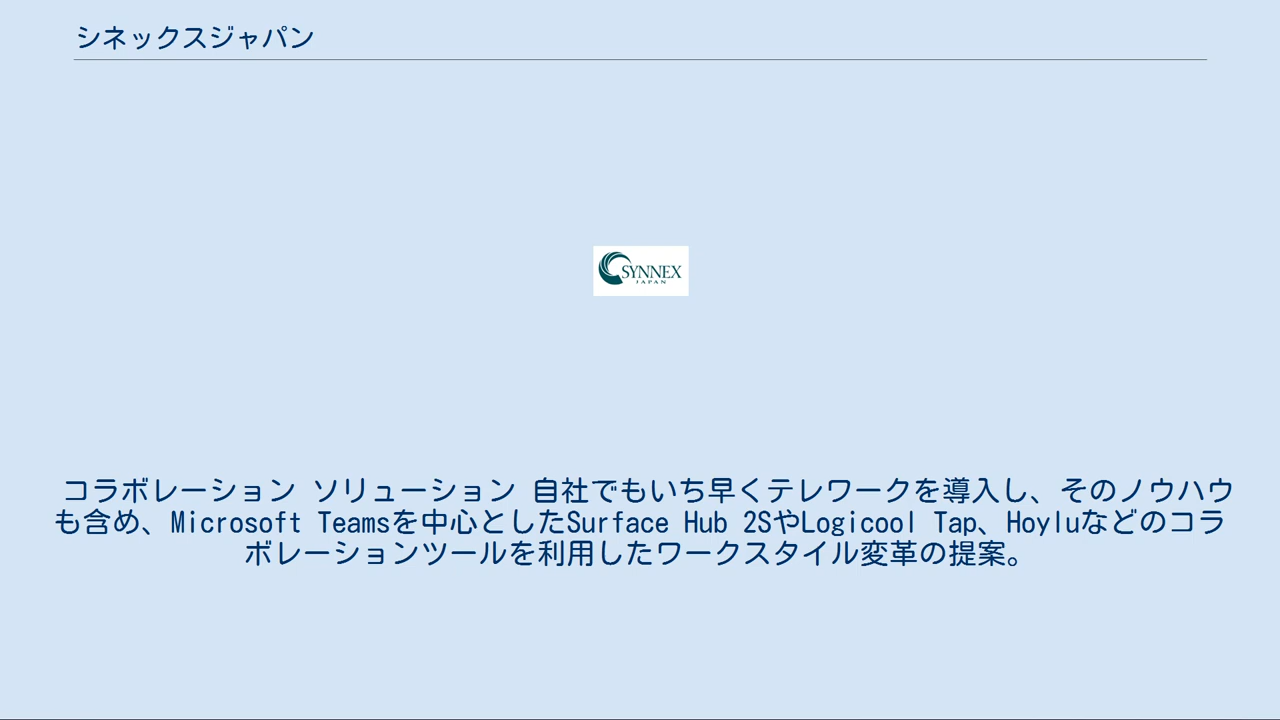 シネックスジャパン
SYNNEX
JAPAN
コラボレーション ソリューション 自社でもいち早くテレワークを導入し、そのノウハウ
も含め、Microsoft Teamsを中心としたSurface Hub 2SやLogicool Tap、Hoyluなどのコラ
ボレーションツールを利用したワークスタイル変革の提案。